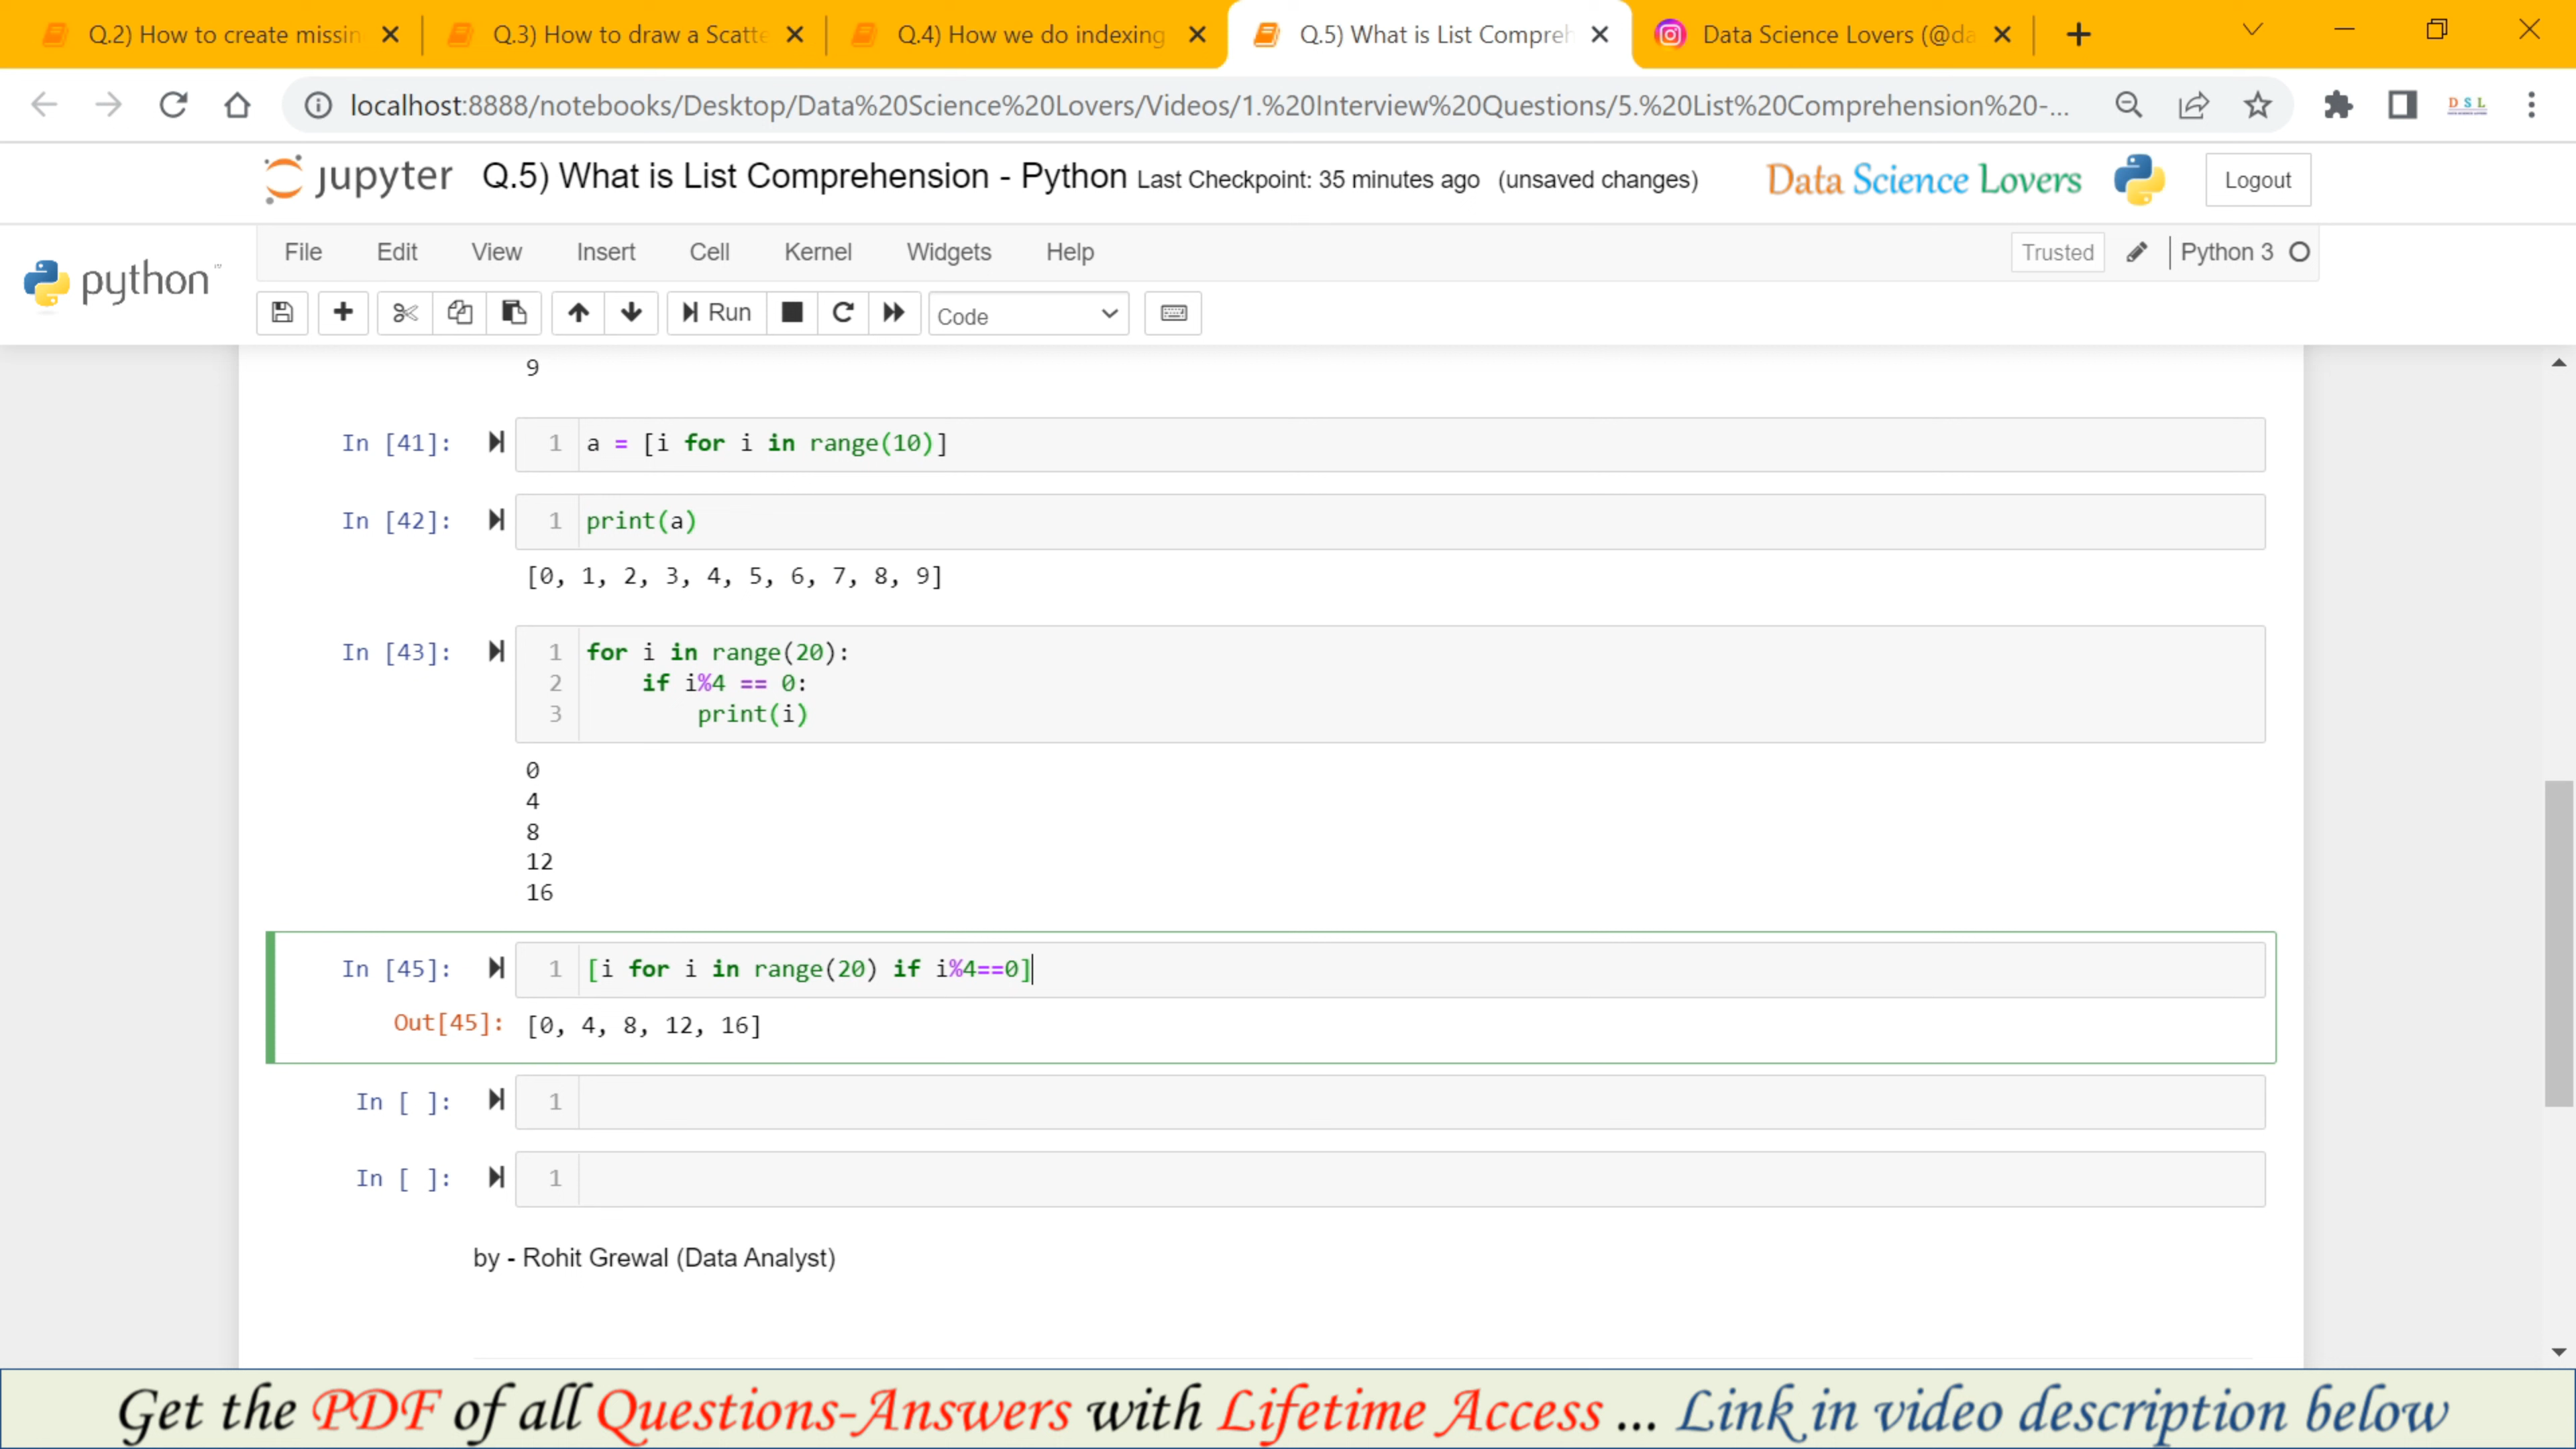 Q.2) How to create missin
Q.3) How to draw a Scatte
Q.4) How we do indexing
Q.5) What is List Compreh
Data Science Lovers (@da
localhost:8888/notebooks/Desktop/Data%20Science%20Lovers/Videos/1.%20Interview%20Questions/5.%20List%20Comprehension%20-...
DSL
jupyter Q.5) What is List Comprehension - Python Last Checkpoint: 35 minutes ago (unsaved changes)
Data Science Lovers
Logout
python™
File Edit View Insert Cell Kernel Widgets Help
Trusted Python 3
Run Code
9
In [41]: 1 a = [i for i in range(10)]
In [42]: 1 print(a)
[0, 1, 2, 3, 4, 5, 6, 7, 8, 9]
In [43]: 1 for i in range(20):
2 if i%4 == 0:
3 print(i)
0
4
8
12
16
In [45]: 1 [i for i in range(20) if i%4==0]
Out[45]: [0, 4, 8, 12, 16]
In [ ]: 1
In [ ]: 1
by - Rohit Grewal (Data Analyst)
Get the PDF of all Questions-Answers with Lifetime Access ... Link in video description below